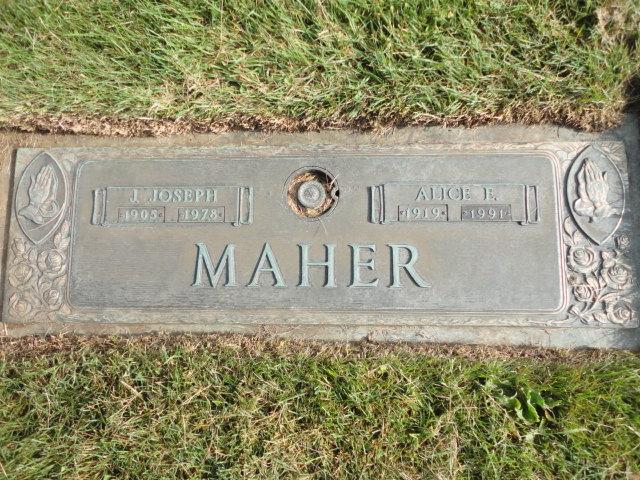 J. JOSEPH
1905 1978
ALICE E.
1919 1991
MAHER